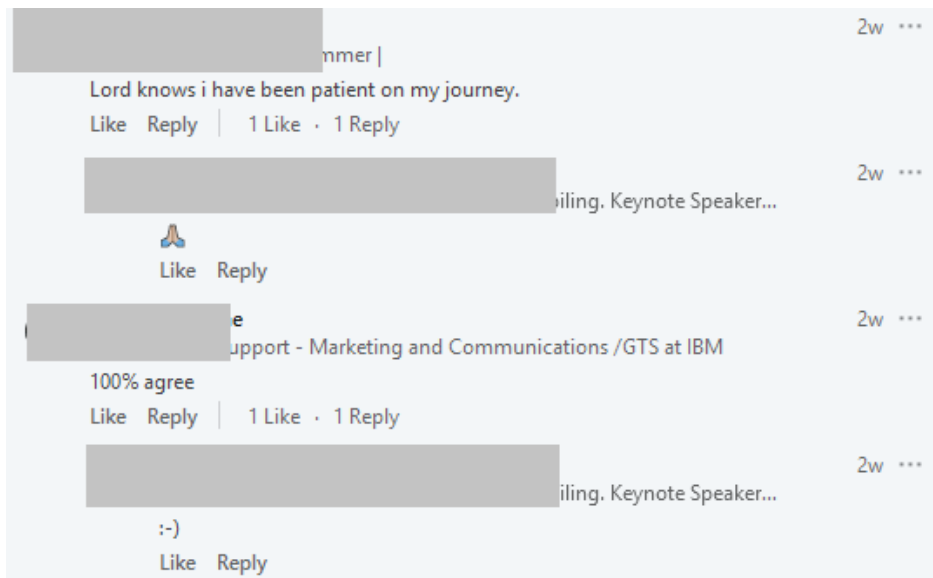 2w ···
mmer |
Lord knows i have been patient on my journey.
Like Reply | 1 Like · 1 Reply
2w ···
iling. Keynote Speaker...
🙏🏼
Like Reply
e 2w ···
upport - Marketing and Communications /GTS at IBM
100% agree
Like Reply | 1 Like · 1 Reply
2w ···
iling. Keynote Speaker...
:-)
Like Reply